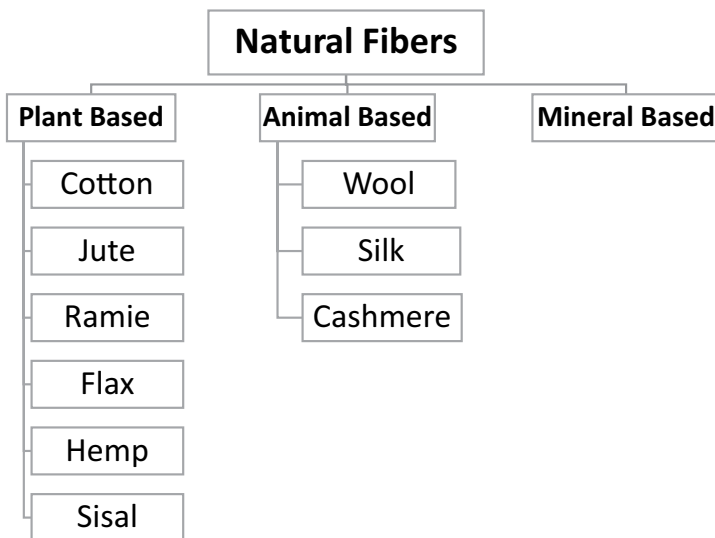 Natural Fibers
Plant Based
Animal Based
Mineral Based
Cotton
Wool
Jute
Silk
Ramie
Cashmere
Flax
Hemp
Sisal